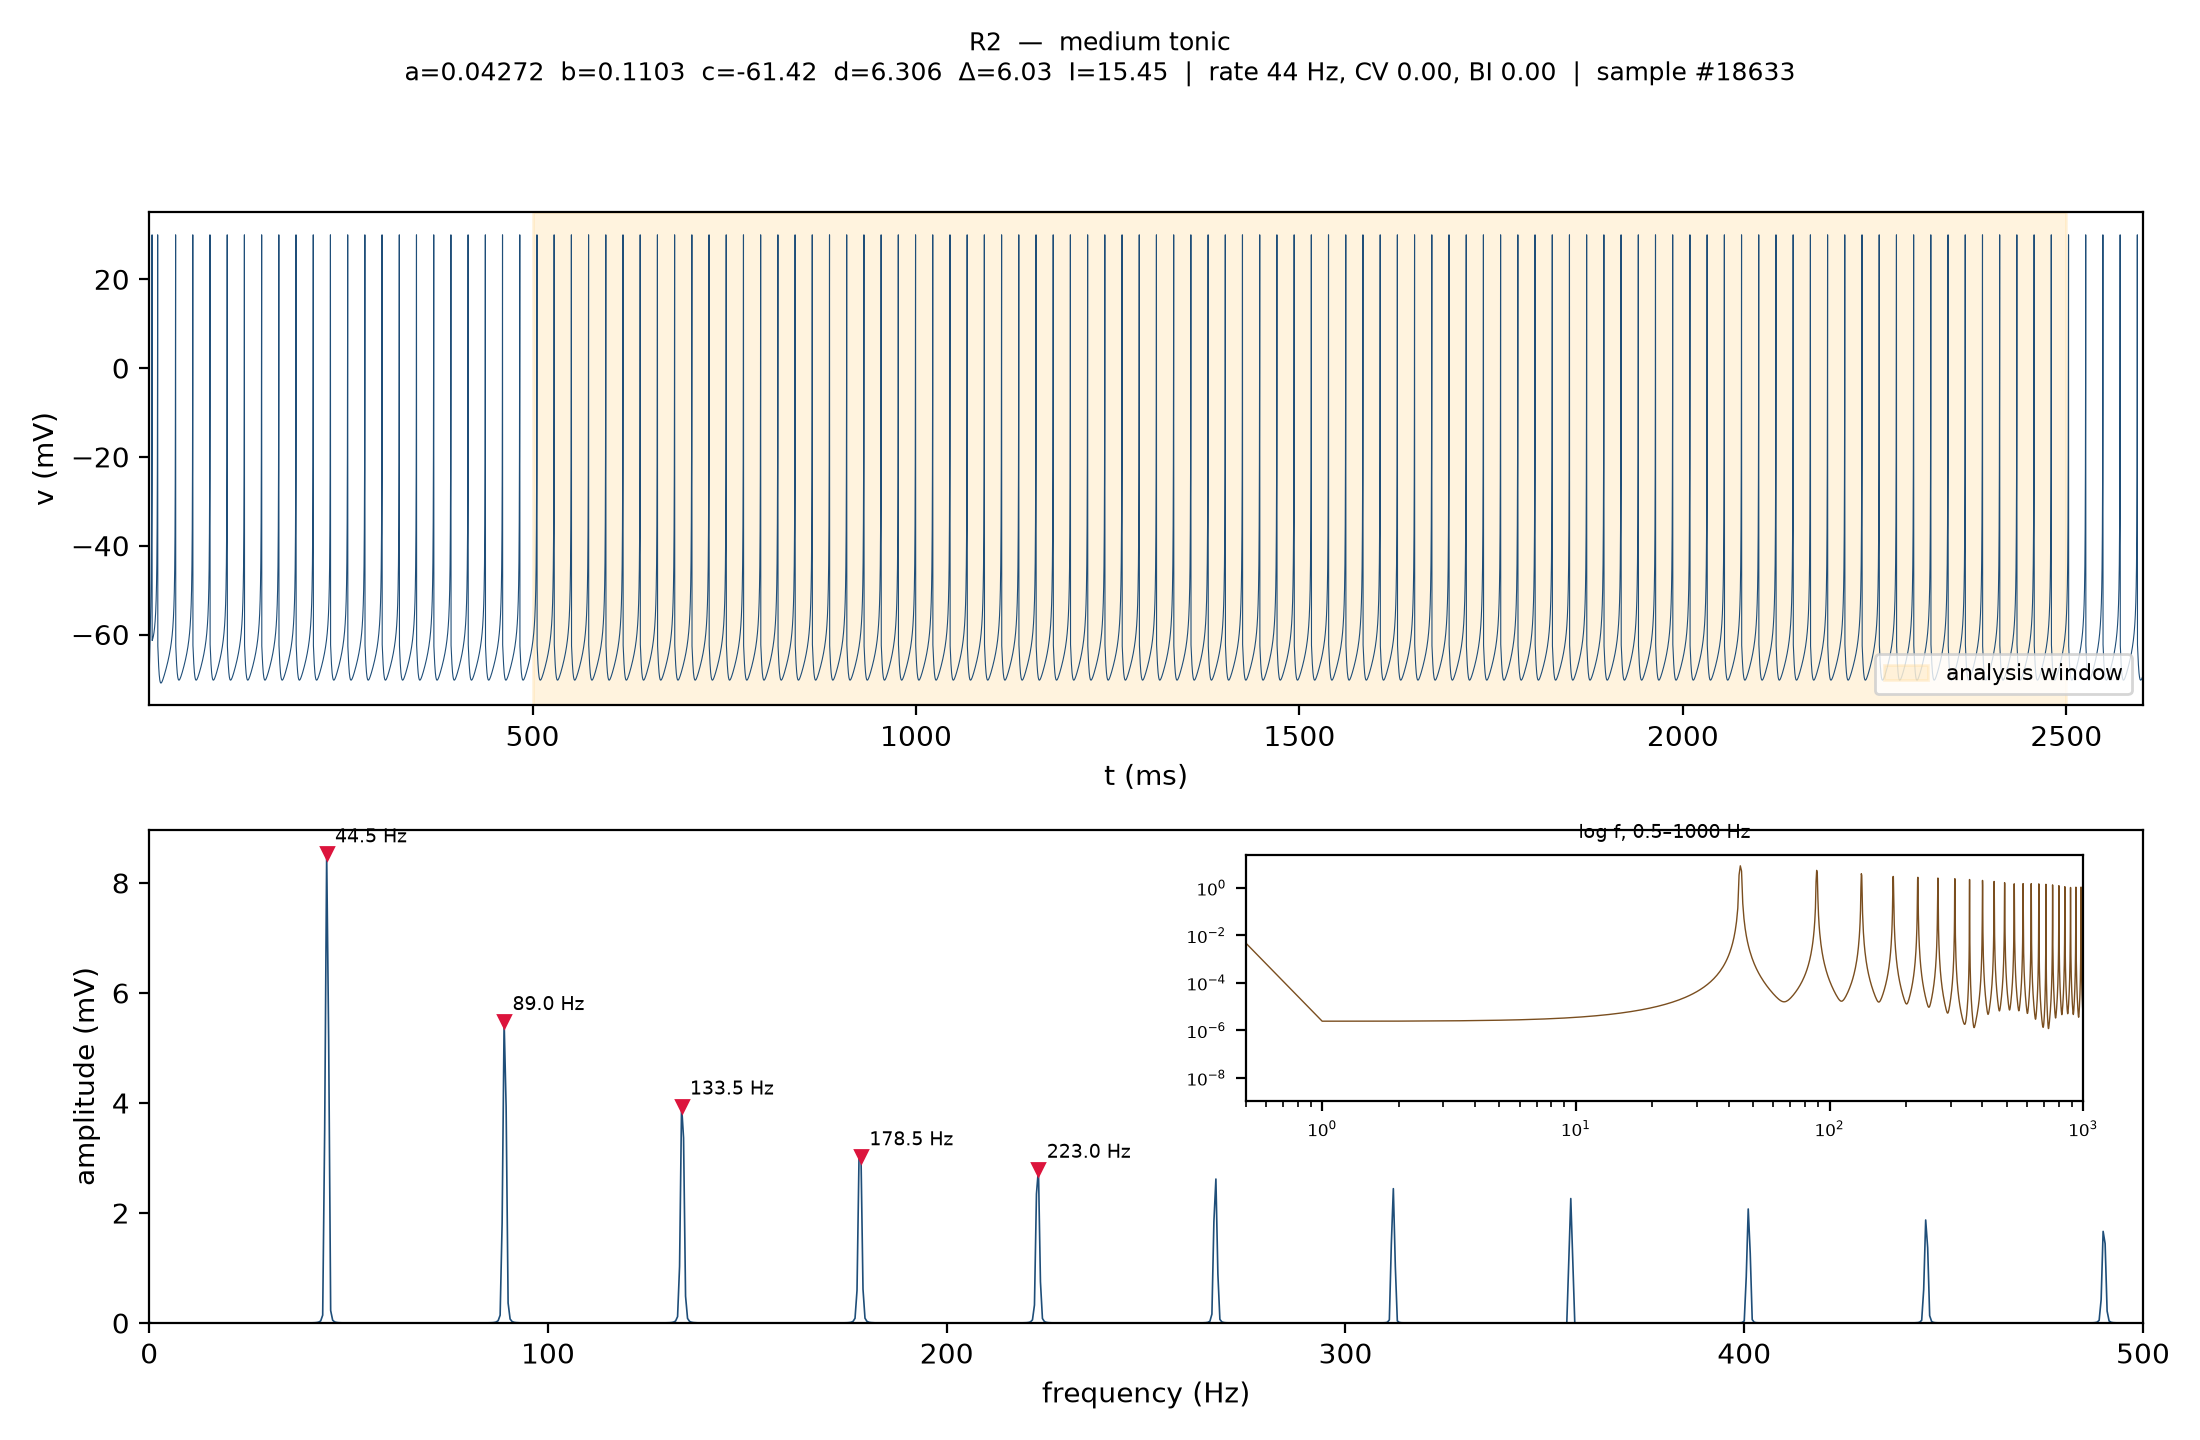 R2 — medium tonic
a=0.04272 b=0.1103 c=-61.42 d=6.306 Δ=6.03 I=15.45 | rate 44 Hz, CV 0.00, BI 0.00 | sample #18633
20
0
−20
−40
−60
v (mV)
analysis window
500
1000
1500
2000
2500
t (ms)
44.5 Hz
89.0 Hz
133.5 Hz
178.5 Hz
223.0 Hz
log f, 0.5–1000 Hz
10⁰
10⁻²
10⁻⁴
10⁻⁶
10⁻⁸
10⁰
10¹
10²
10³
8
6
4
2
0
amplitude (mV)
0
100
200
300
400
500
frequency (Hz)